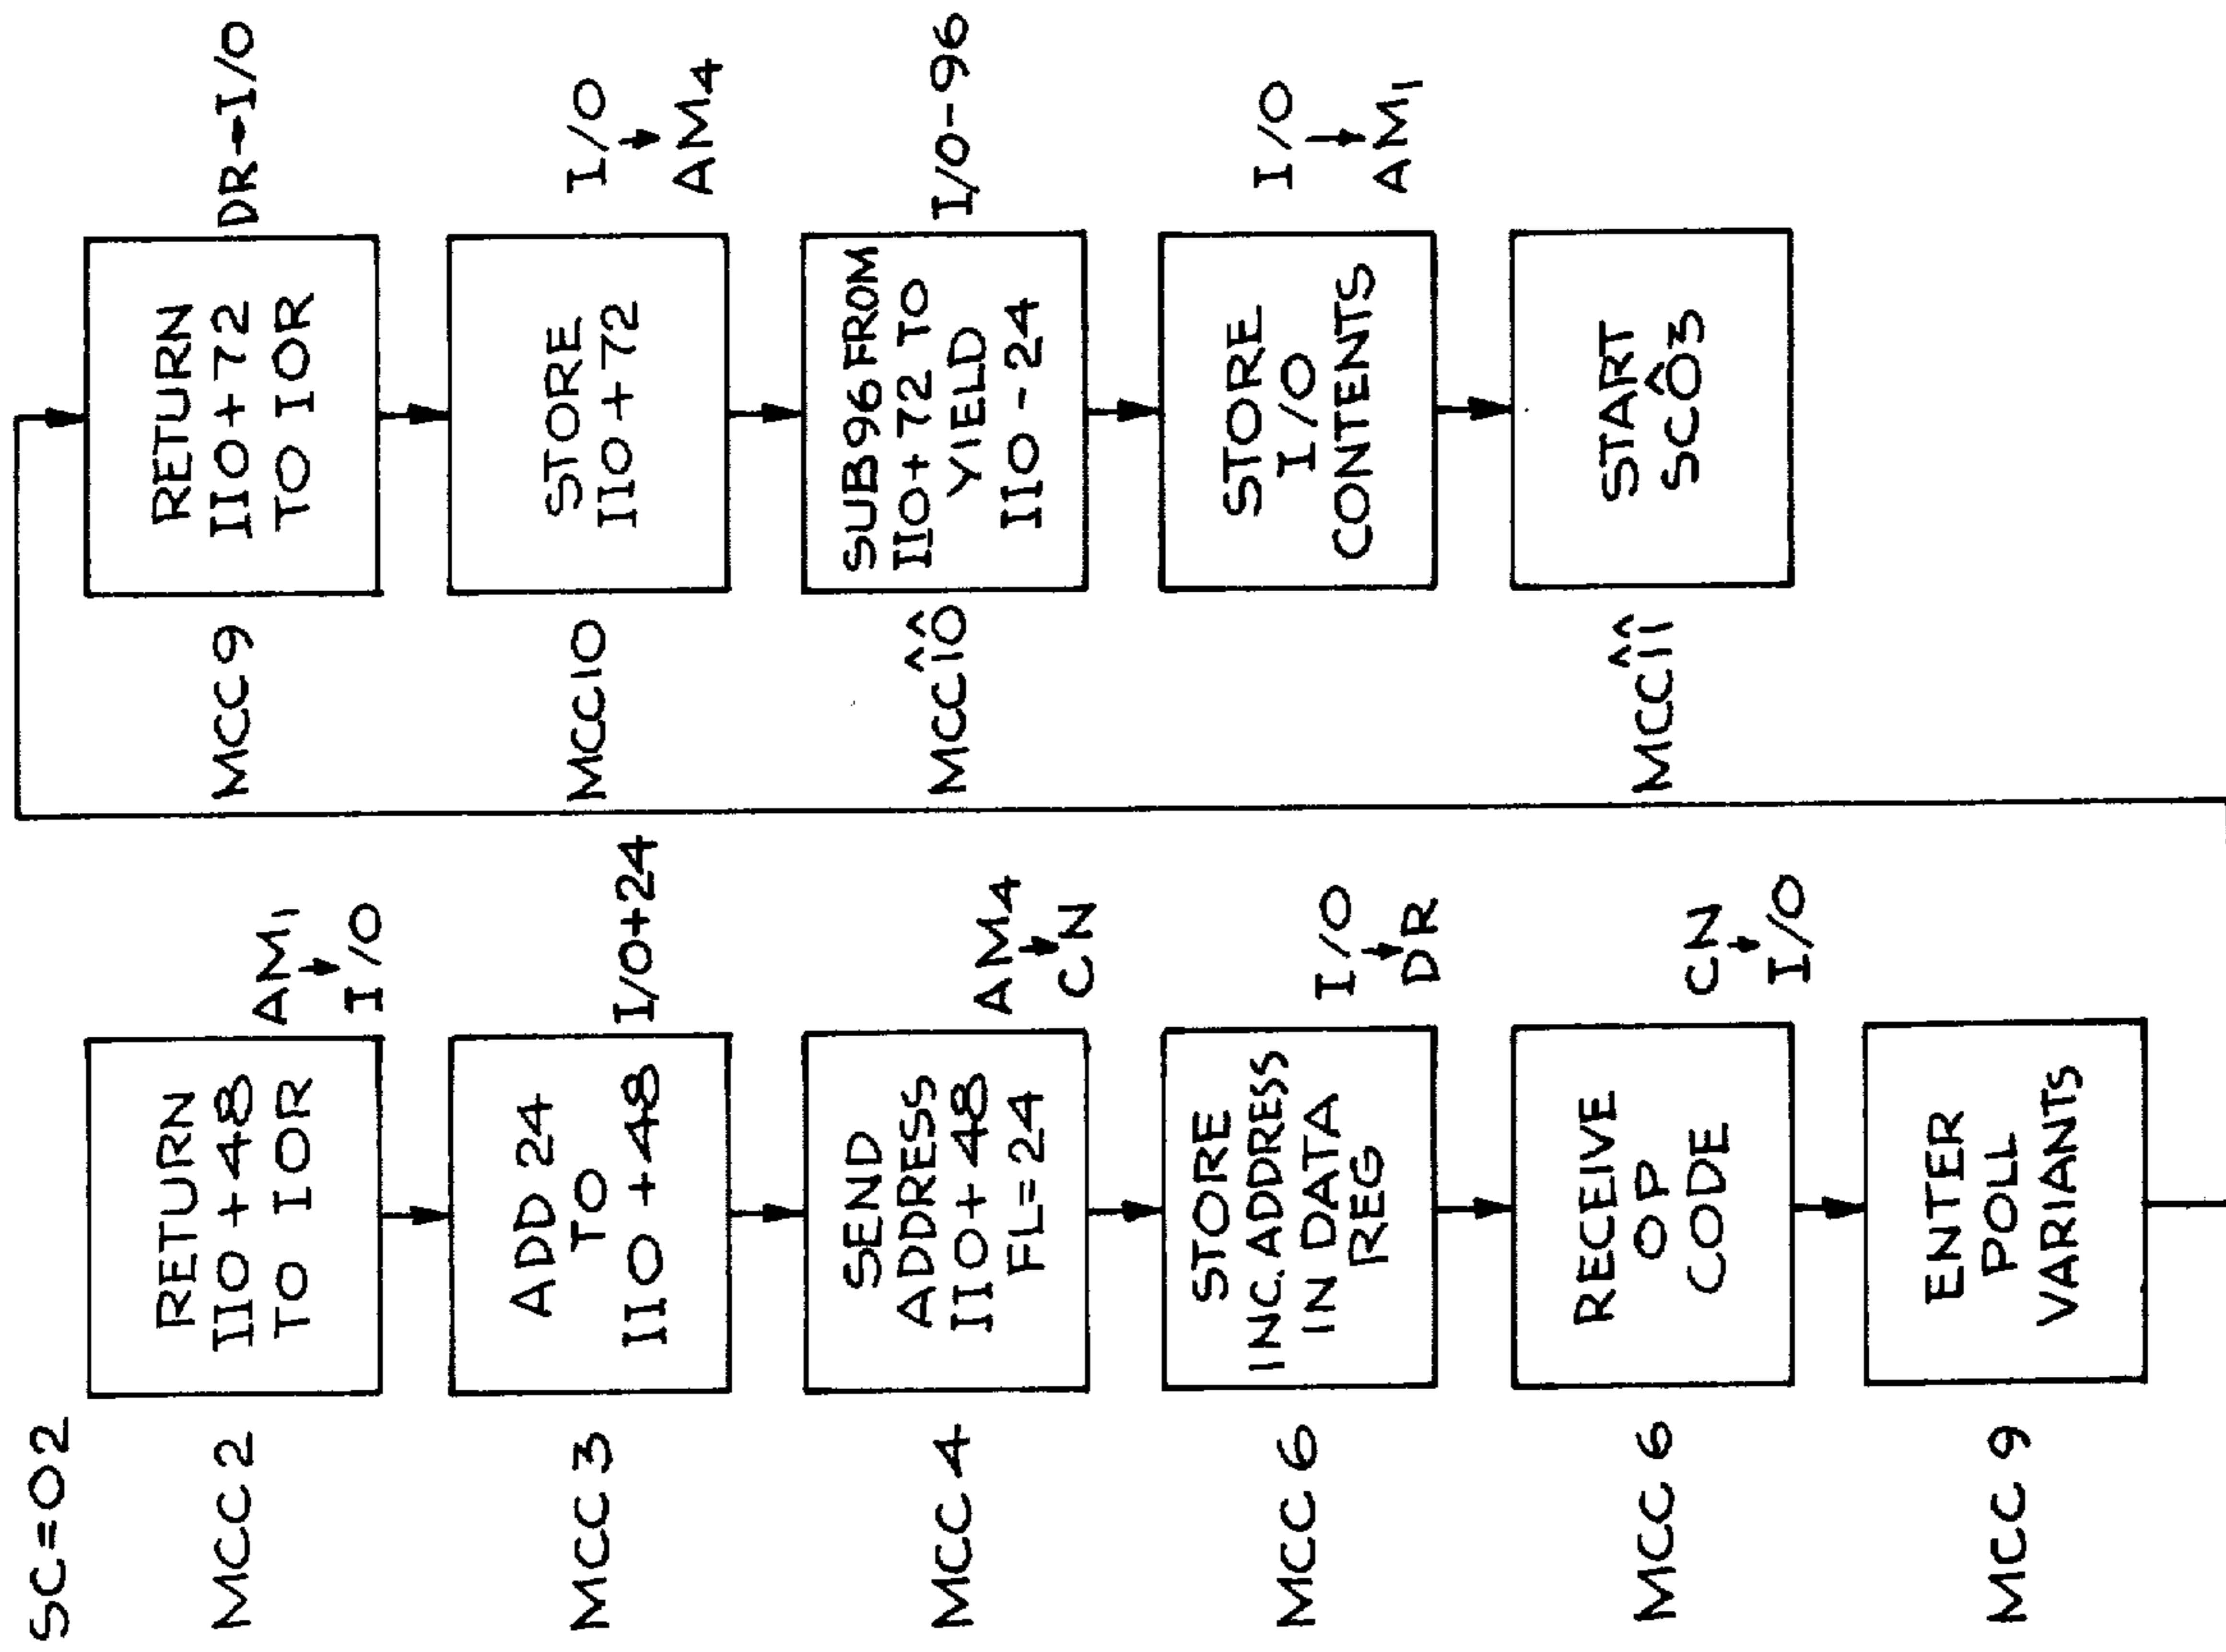 SC=02
MCC 2
RETURN
IIO+48
TO IOR
AM1
↓
I/O
MCC 3
ADD 24
TO
IIO+48
I/O+24
MCC 4
SEND
ADDRESS
IIO+48
FL=24
AM4
↓
CN
MCC 6
STORE
INC.ADDRESS
IN DATA
REG
I/O
↓
DR
MCC 6
RECEIVE
OP
CODE
CN
↓
I/O
MCC 9
ENTER
POLL
VARIANTS
MCC9
RETURN
IIO+72
TO IOR
DR→I/O
MCC10
STORE
IIO+72
I/O
↓
AM4
MCC1̂0̂
SUB 96 FROM
IIO+72 TO
YIELD
IIO-24
I/O-96
STORE
I/O
CONTENTS
I/O
↓
AM1
MCC1̂1̂
START
SC0̂3